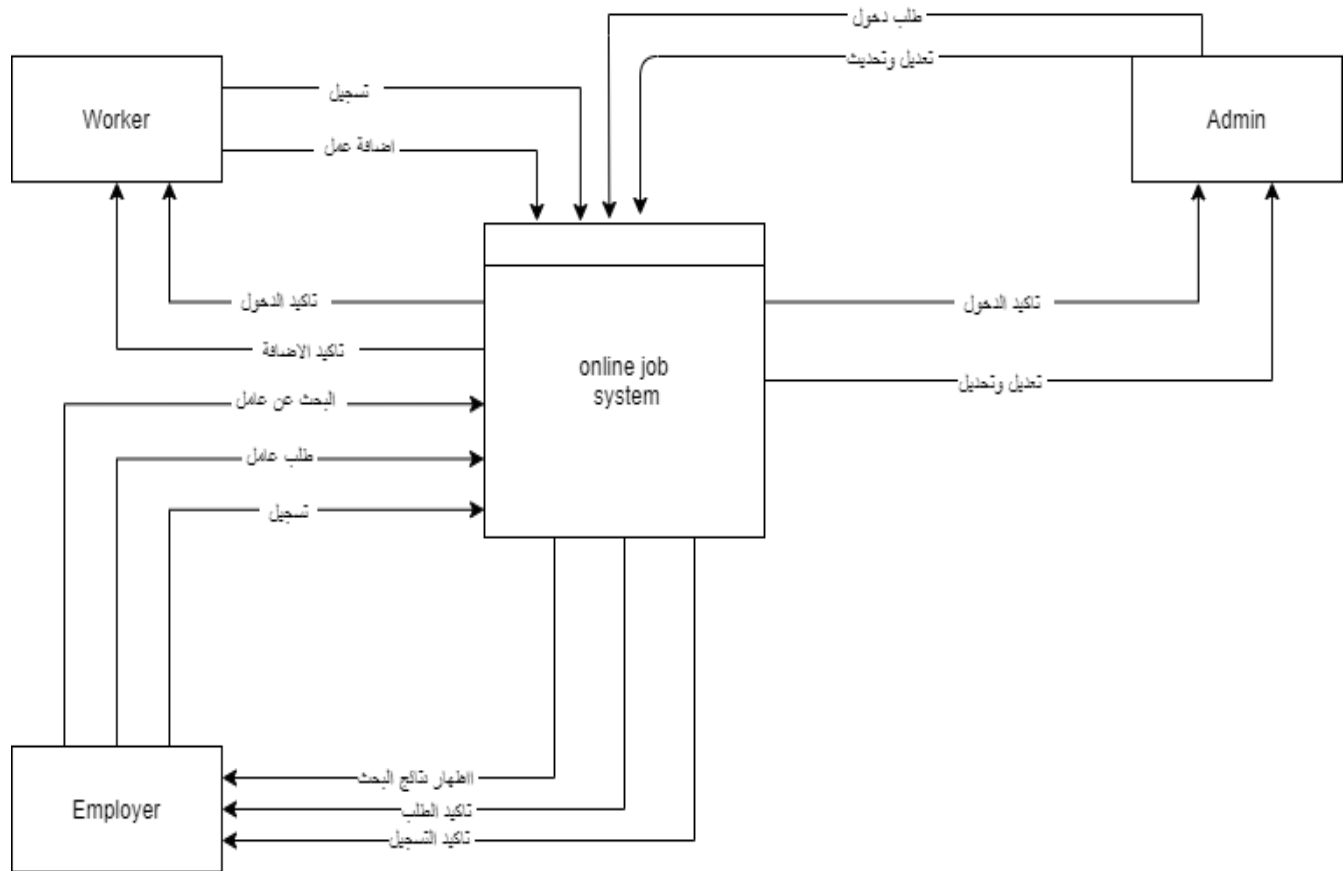 طلب دخول
تعديل وتحديث
Worker
تسجيل
اضافة عمل
Admin
تاكيد الدخول
تاكيد الاضافة
البحث عن عامل
طلب عامل
تسجيل
online job
system
تاكيد الدخول
تعديل وتحديل
Employer
ااظهار نتائج البحث
تاكيد الطلب
تاكيد التسجيل